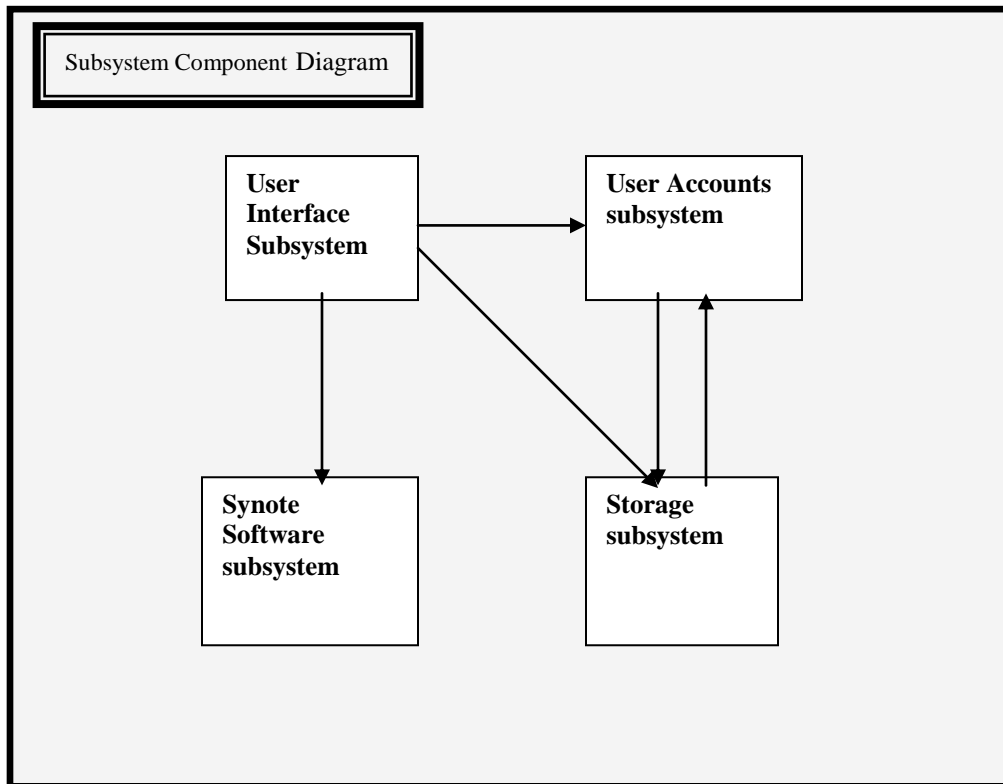 Subsystem Component Diagram
User
Interface
Subsystem
User Accounts
subsystem
Synote
Software
subsystem
Storage
subsystem